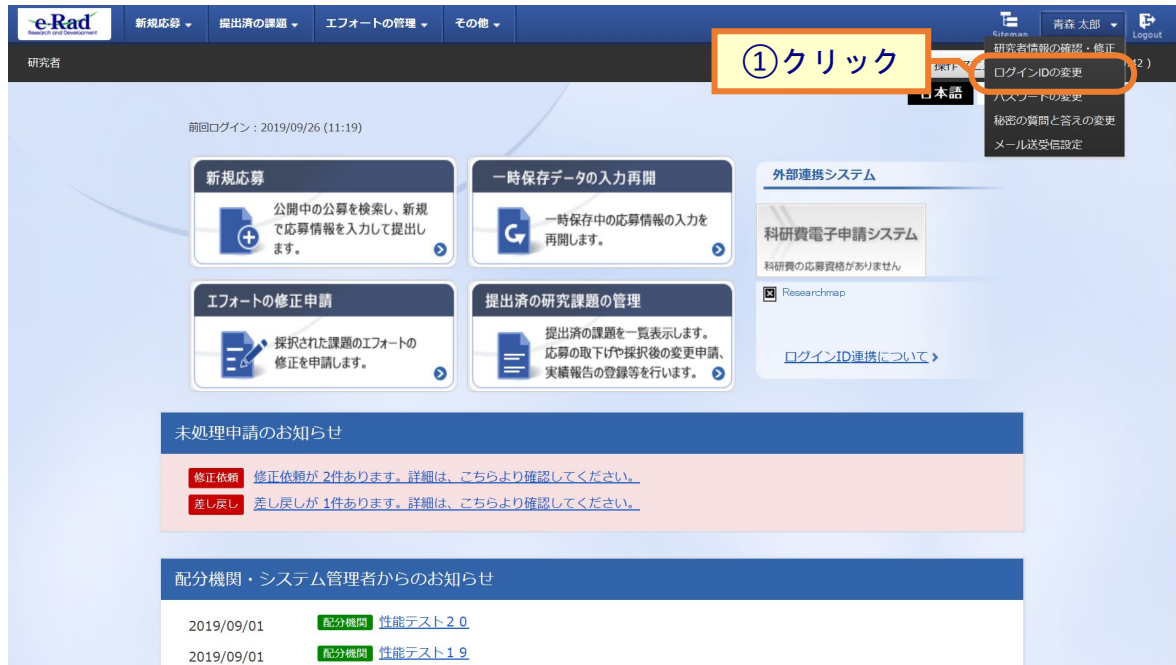 e-Rad
Research and Development
新規応募
提出済の課題
エフォートの管理
その他
Sitemap
青森 太郎
Logout
研究者
①クリック
研究者情報の確認・修正
ログインIDの変更
パスワードの変更
秘密の質問と答えの変更
メール送受信設定
日本語
前回ログイン：2019/09/26 (11:19)
新規応募
公開中の公募を検索し、新規
で応募情報を入力して提出し
ます。
一時保存データの入力再開
一時保存中の応募情報の入力を
再開します。
外部連携システム
科研費電子申請システム
科研費の応募資格がありません
Researchmap
ログインID連携について
エフォートの修正申請
採択された課題のエフォートの
修正を申請します。
提出済の研究課題の管理
提出済の課題を一覧表示します。
応募の取下げや採択後の変更申請、
実績報告の登録等を行います。
未処理申請のお知らせ
修正依頼 修正依頼が 2件あります。詳細は、こちらより確認してください。
差し戻し 差し戻しが 1件あります。詳細は、こちらより確認してください。
配分機関・システム管理者からのお知らせ
2019/09/01 配分機関 性能テスト２０
2019/09/01 配分機関 性能テスト１９